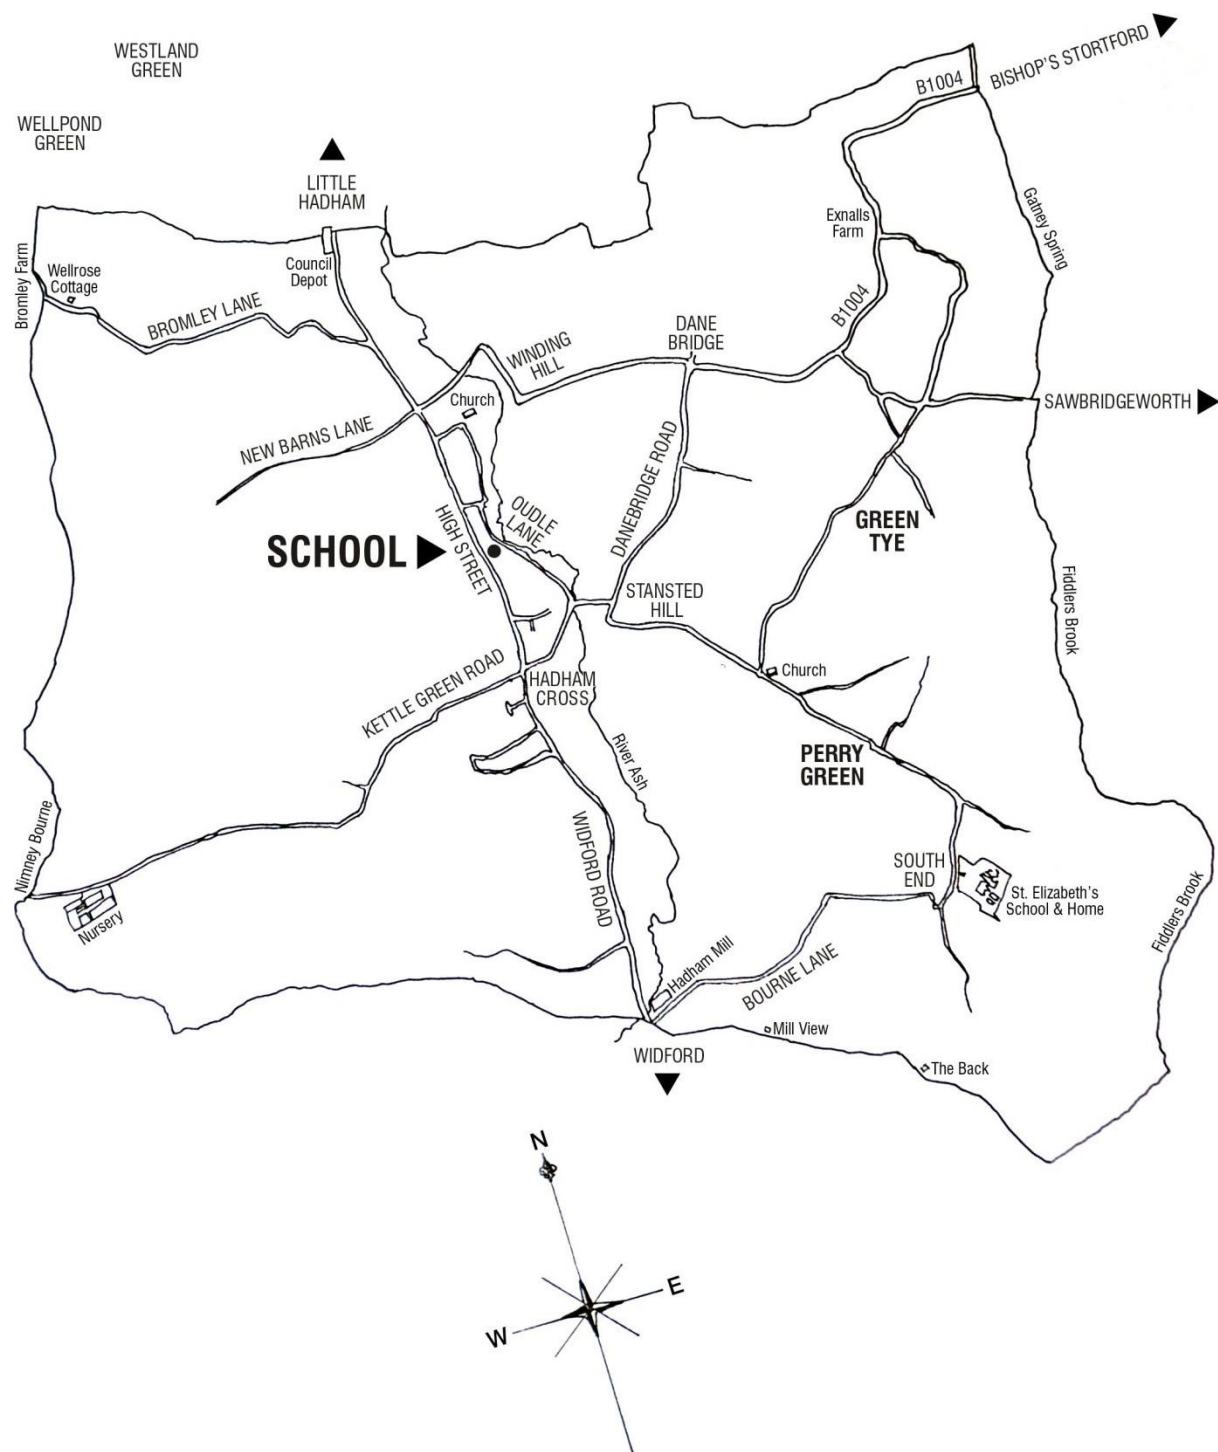 WESTLAND
GREEN
BISHOP'S STORTFORD
B1004
WELLPOND
GREEN
LITTLE
HADHAM
Exnalls
Farm
Gatney Spring
Bromley Farm
Wellrose
Cottage
Council
Depot
BROMLEY LANE
B1004
DANE
BRIDGE
WINDING
HILL
Church
SAWBRIDGEWORTH
NEW BARNS LANE
DANEBRIDGE ROAD
OUDLE
LANE
HIGH STREET
SCHOOL
GREEN
TYE
STANSTED
HILL
Fiddlers Brook
KETTLE GREEN ROAD
HADHAM
CROSS
Church
River Ash
PERRY
GREEN
Nimney Bourne
WIDFORD ROAD
SOUTH
END
St. Elizabeth's
School & Home
Nursery
Fiddlers Brook
Hadham Mill
BOURNE LANE
Mill View
WIDFORD
The Back
N
E
W